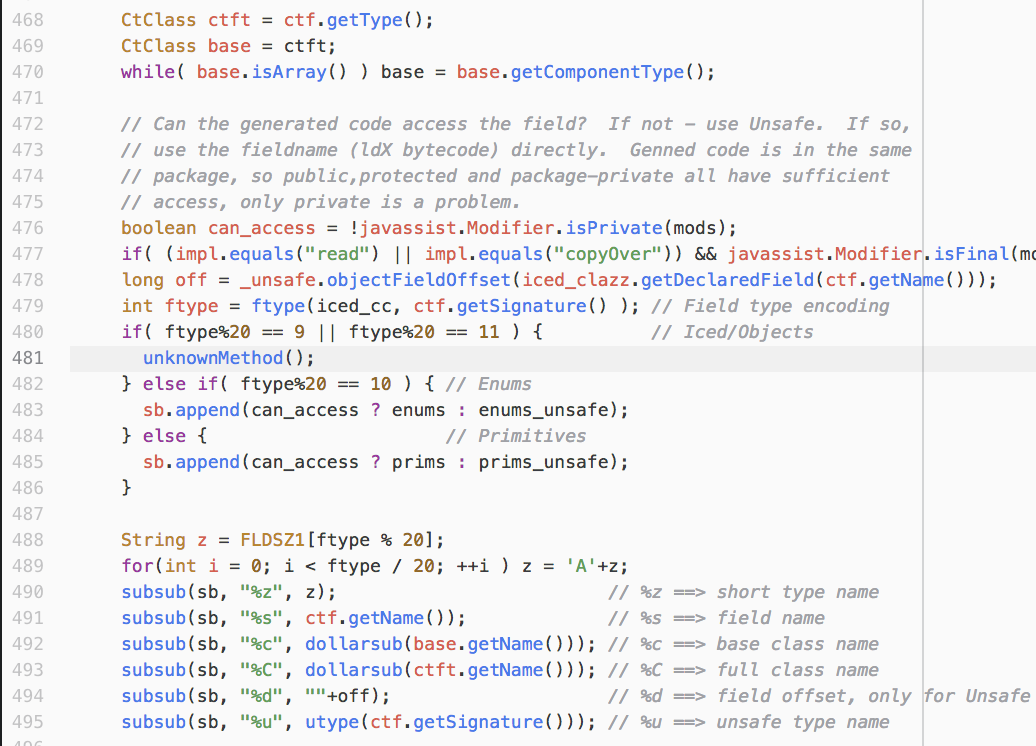 468 CtClass ctft = ctf.getType();
469 CtClass base = ctft;
470 while( base.isArray() ) base = base.getComponentType();
471
472 // Can the generated code access the field?  If not - use Unsafe.  If so,
473 // use the fieldname (ldX bytecode) directly.  Genned code is in the same
474 // package, so public,protected and package-private all have sufficient
475 // access, only private is a problem.
476 boolean can_access = !javassist.Modifier.isPrivate(mods);
477 if( (impl.equals("read") || impl.equals("copyOver")) && javassist.Modifier.isFinal(mo
478 long off = _unsafe.objectFieldOffset(iced_clazz.getDeclaredField(ctf.getName()));
479 int ftype = ftype(iced_cc, ctf.getSignature() ); // Field type encoding
480 if( ftype%20 == 9 || ftype%20 == 11 ) {          // Iced/Objects
481   unknownMethod();
482 } else if( ftype%20 == 10 ) { // Enums
483   sb.append(can_access ? enums : enums_unsafe);
484 } else {                      // Primitives
485   sb.append(can_access ? prims : prims_unsafe);
486 }
487
488 String z = FLDSZ1[ftype % 20];
489 for(int i = 0; i < ftype / 20; ++i ) z = 'A'+z;
490 subsub(sb, "%z", z);                         // %z ==> short type name
491 subsub(sb, "%s", ctf.getName());             // %s ==> field name
492 subsub(sb, "%c", dollarsub(base.getName())); // %c ==> base class name
493 subsub(sb, "%C", dollarsub(ctft.getName())); // %C ==> full class name
494 subsub(sb, "%d", ""+off);                    // %d ==> field offset, only for Unsafe
495 subsub(sb, "%u", utype(ctf.getSignature())); // %u ==> unsafe type name